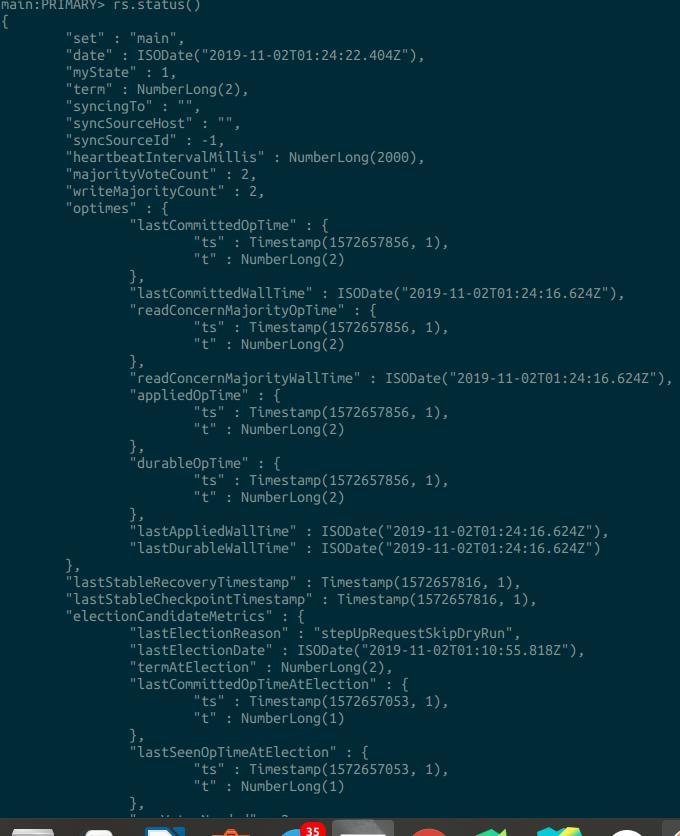 main:PRIMARY> rs.status()
{
"set" : "main",
"date" : ISODate("2019-11-02T01:24:22.404Z"),
"myState" : 1,
"term" : NumberLong(2),
"syncingTo" : "",
"syncSourceHost" : "",
"syncSourceId" : -1,
"heartbeatIntervalMillis" : NumberLong(2000),
"majorityVoteCount" : 2,
"writeMajorityCount" : 2,
"optimes" : {
"lastCommittedOpTime" : {
"ts" : Timestamp(1572657856, 1),
"t" : NumberLong(2)
},
"lastCommittedWallTime" : ISODate("2019-11-02T01:24:16.624Z"),
"readConcernMajorityOpTime" : {
"ts" : Timestamp(1572657856, 1),
"t" : NumberLong(2)
},
"readConcernMajorityWallTime" : ISODate("2019-11-02T01:24:16.624Z"),
"appliedOpTime" : {
"ts" : Timestamp(1572657856, 1),
"t" : NumberLong(2)
},
"durableOpTime" : {
"ts" : Timestamp(1572657856, 1),
"t" : NumberLong(2)
},
"lastAppliedWallTime" : ISODate("2019-11-02T01:24:16.624Z"),
"lastDurableWallTime" : ISODate("2019-11-02T01:24:16.624Z")
},
"lastStableRecoveryTimestamp" : Timestamp(1572657816, 1),
"lastStableCheckpointTimestamp" : Timestamp(1572657816, 1),
"electionCandidateMetrics" : {
"lastElectionReason" : "stepUpRequestSkipDryRun",
"lastElectionDate" : ISODate("2019-11-02T01:10:55.818Z"),
"termAtElection" : NumberLong(2),
"lastCommittedOpTimeAtElection" : {
"ts" : Timestamp(1572657053, 1),
"t" : NumberLong(1)
},
"lastSeenOpTimeAtElection" : {
"ts" : Timestamp(1572657053, 1),
"t" : NumberLong(1)
},
35